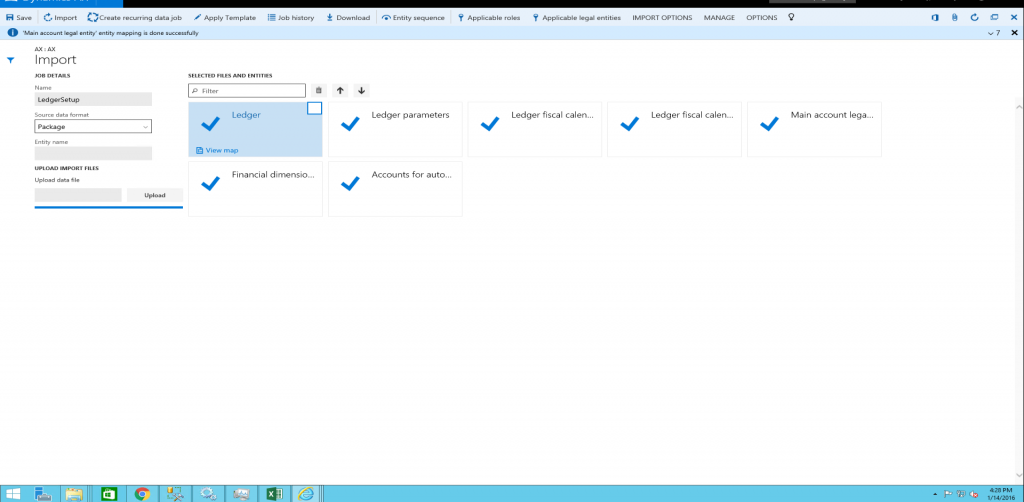 Save Import Create recurring data job Apply Template Job history Download Entity sequence Applicable roles Applicable legal entities IMPORT OPTIONS MANAGE OPTIONS
'Main account legal entity' entity mapping is done successfully 7
AX : AX
Import
JOB DETAILS
Name
LedgerSetup
Source data format
Package
Entity name
UPLOAD IMPORT FILES
Upload data file
Upload
SELECTED FILES AND ENTITIES
Filter
Ledger
View map
Ledger parameters
Ledger fiscal calen...
Ledger fiscal calen...
Main account lega...
Financial dimensio...
Accounts for auto...
4:28 PM
1/14/2016